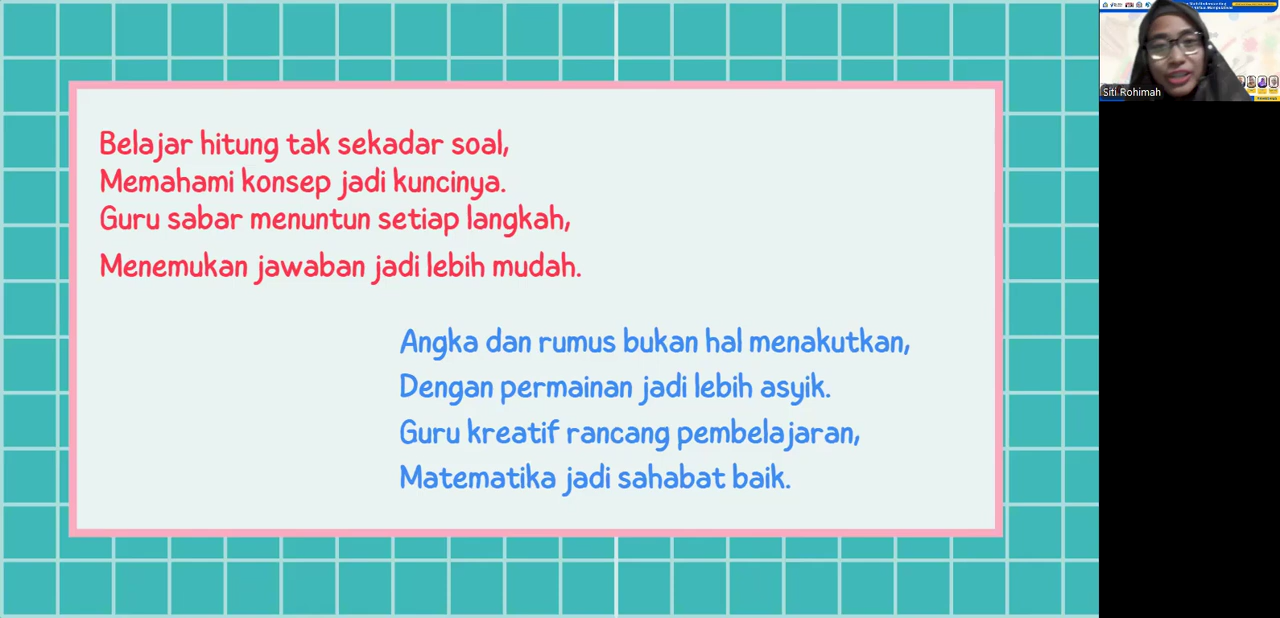 Belajar hitung tak sekadar soal,
Memahami konsep jadi kuncinya.
Guru sabar menuntun setiap langkah,
Menemukan jawaban jadi lebih mudah.
Angka dan rumus bukan hal menakutkan,
Dengan permainan jadi lebih asyik.
Guru kreatif rancang pembelajaran,
Matematika jadi sahabat baik.
Siti Rohimah